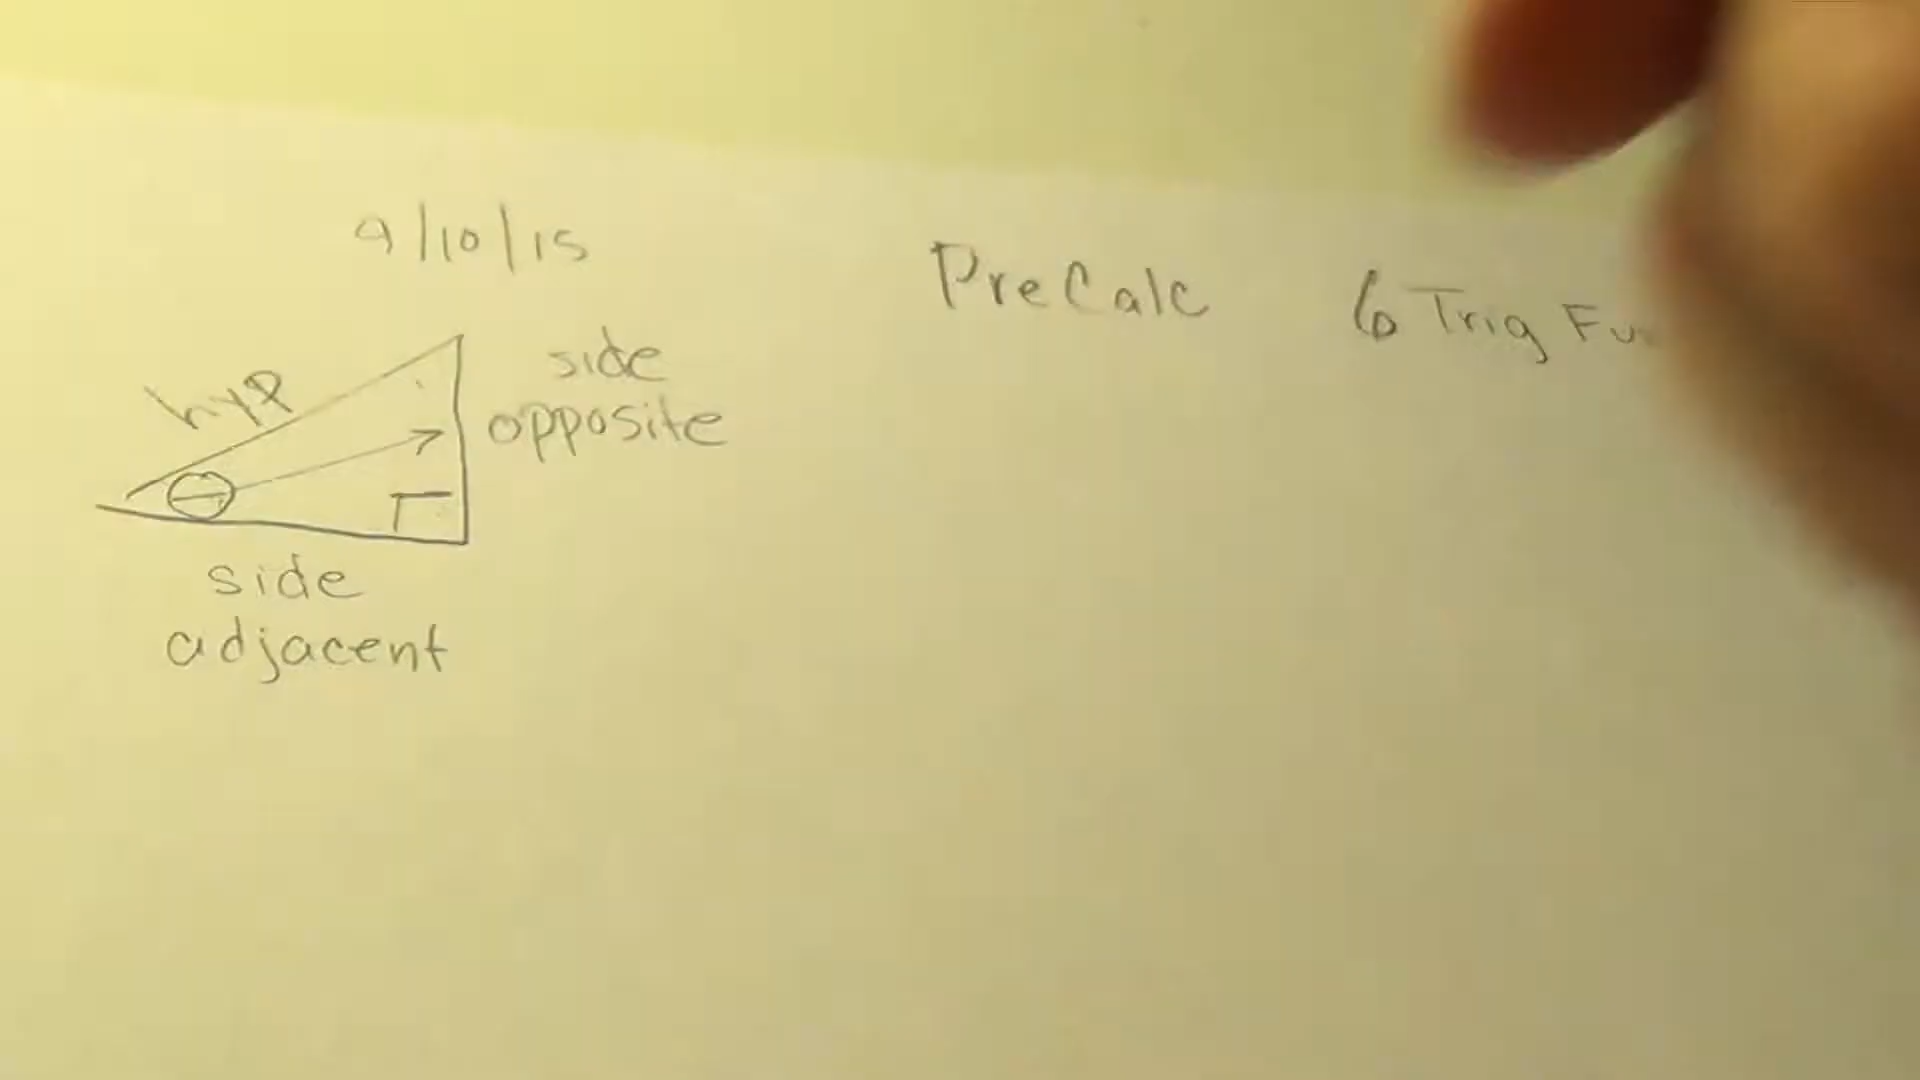 9/10/15
PreCalc 6 Trig
hyp
side
opposite
θ
side
adjacent